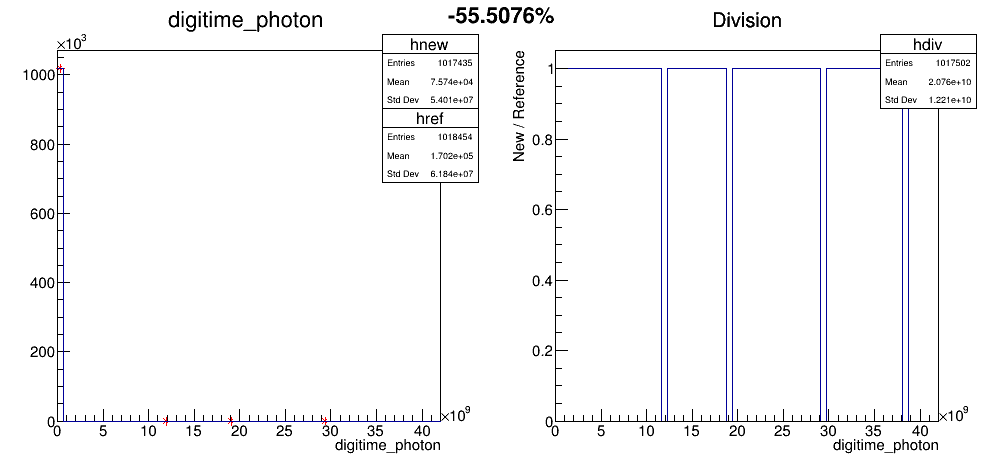 -55.5076%
digitime_photon
×10³
hnew
Entries 1017435
Mean 7.574e+04
Std Dev 5.401e+07
href
Entries 1018454
Mean 1.702e+05
Std Dev 6.184e+07
1000
800
600
400
200
0
0 5 10 15 20 25 30 35 40
×10⁹
digitime_photon
Division
hdiv
Entries 1017502
Mean 2.076e+10
Std Dev 1.221e+10
New / Reference
1
0.8
0.6
0.4
0.2
0
0 5 10 15 20 25 30 35 40
×10⁹
digitime_photon